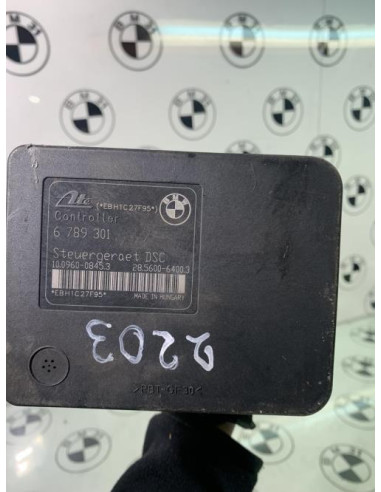 Ate (*EBH1C27F95*)
BMW
Controller
6 789 301
Steuergeraet DSC
10.0960-0845.3 28.5600-6400.3
*EBH1C27F95* MADE IN HUNGARY
2203